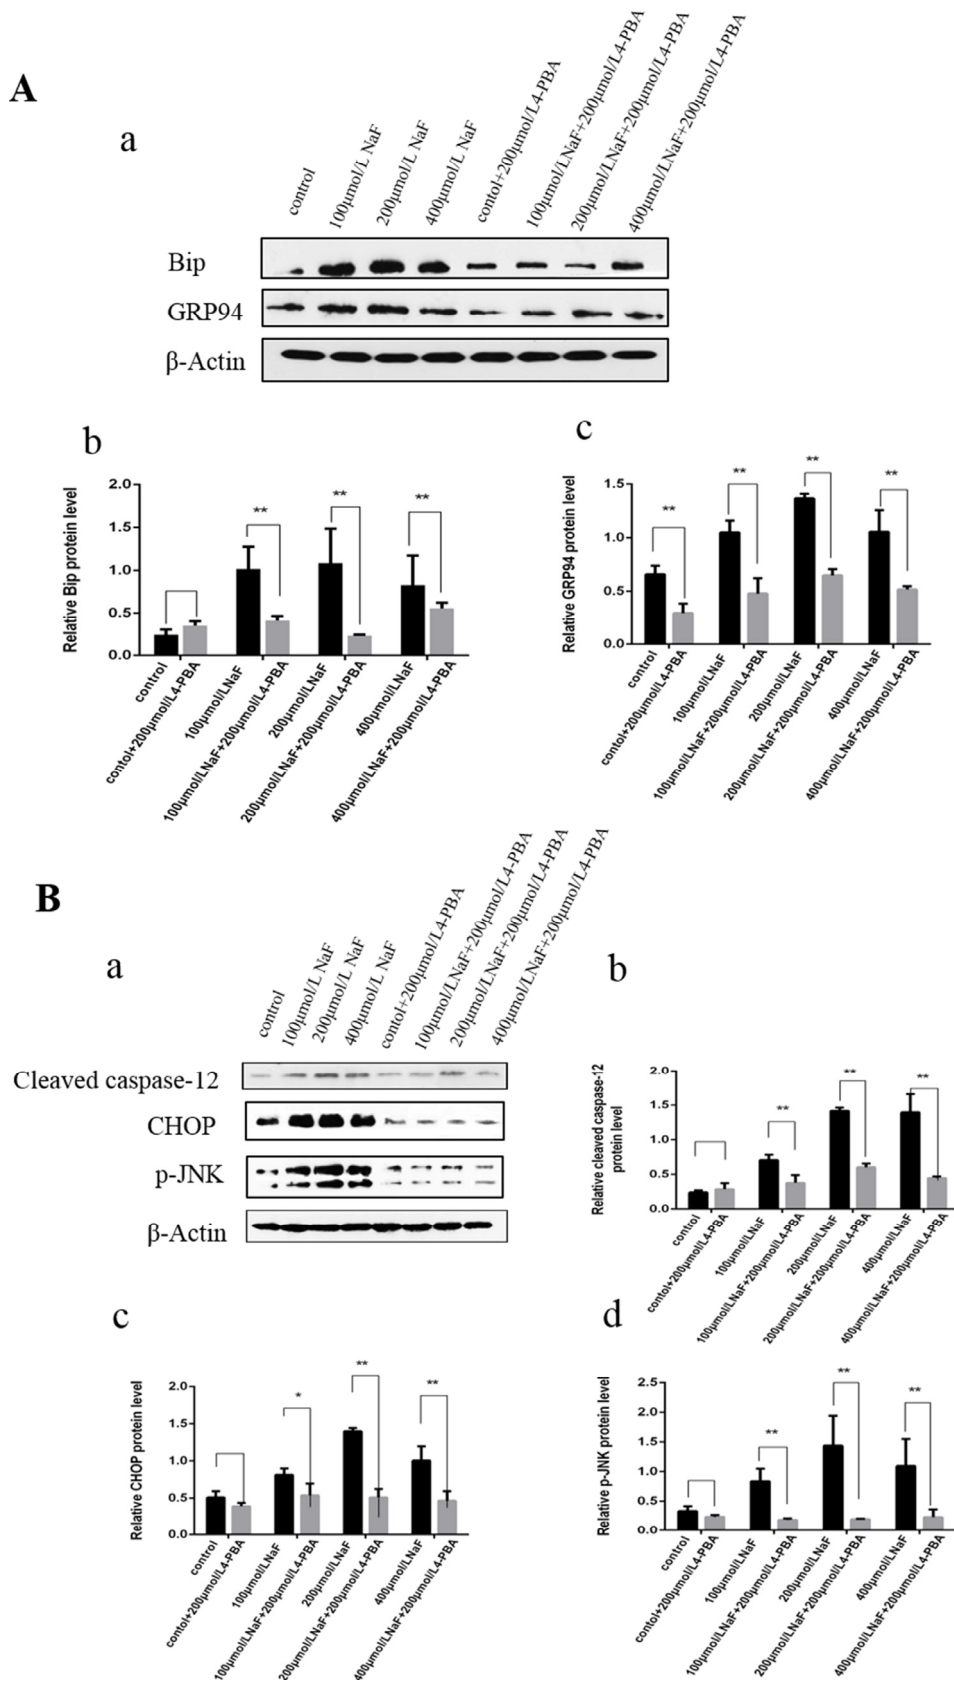 A
a
control
100μmol/L NaF
200μmol/L NaF
400μmol/L NaF
contol+200μmol/L4-PBA
100μmol/LNaF+200μmol/L4-PBA
200μmol/LNaF+200μmol/L4-PBA
400μmol/LNaF+200μmol/L4-PBA
Bip
GRP94
β-Actin
b
Relative Bip protein level
2.0
1.5
1.0
0.5
0.0
**
**
**
control
contol+200μmol/L4-PBA
100μmol/LNaF
100μmol/LNaF+200μmol/L4-PBA
200μmol/LNaF
200μmol/LNaF+200μmol/L4-PBA
400μmol/LNaF
400μmol/LNaF+200μmol/L4-PBA
c
Relative GRP94 protein level
1.5
1.0
0.5
0.0
**
**
**
**
control
contol+200μmol/L4-PBA
100μmol/LNaF
100μmol/LNaF+200μmol/L4-PBA
200μmol/LNaF
200μmol/LNaF+200μmol/L4-PBA
400μmol/LNaF
400μmol/LNaF+200μmol/L4-PBA
B
a
control
100μmol/L NaF
200μmol/L NaF
400μmol/L NaF
contol+200μmol/L4-PBA
100μmol/LNaF+200μmol/L4-PBA
200μmol/LNaF+200μmol/L4-PBA
400μmol/LNaF+200μmol/L4-PBA
Cleaved caspase-12
CHOP
p-JNK
β-Actin
b
Relative cleaved caspase-12
protein level
2.0
1.5
1.0
0.5
0.0
**
**
**
control
contol+200μmol/L4-PBA
100μmol/LNaF
100μmol/LNaF+200μmol/L4-PBA
200μmol/LNaF
200μmol/LNaF+200μmol/L4-PBA
400μmol/LNaF
400μmol/LNaF+200μmol/L4-PBA
c
Relative CHOP protein level
2.0
1.5
1.0
0.5
0.0
*
**
**
control
contol+200μmol/L4-PBA
100μmol/LNaF
100μmol/LNaF+200μmol/L4-PBA
200μmol/LNaF
200μmol/LNaF+200μmol/L4-PBA
400μmol/LNaF
400μmol/LNaF+200μmol/L4-PBA
d
Relative p-JNK protein level
2.5
2.0
1.5
1.0
0.5
0.0
**
**
**
control
contol+200μmol/L4-PBA
100μmol/LNaF
100μmol/LNaF+200μmol/L4-PBA
200μmol/LNaF
200μmol/LNaF+200μmol/L4-PBA
400μmol/LNaF
400μmol/LNaF+200μmol/L4-PBA